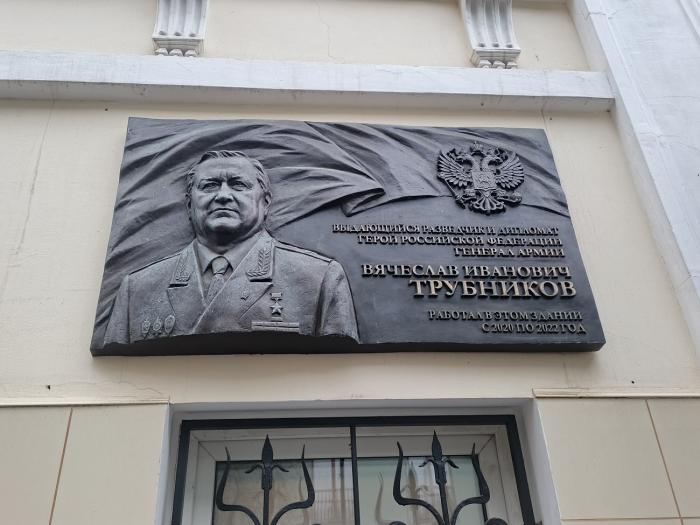 ВЫДАЮЩИЙСЯ РАЗВЕДЧИК И ДИПЛОМАТ
ГЕРОЙ РОССИЙСКОЙ ФЕДЕРАЦИИ
ГЕНЕРАЛ АРМИИ
ВЯЧЕСЛАВ ИВАНОВИЧ
ТРУБНИКОВ
РАБОТАЛ В ЭТОМ ЗДАНИИ
С 2020 ПО 2022 ГОД